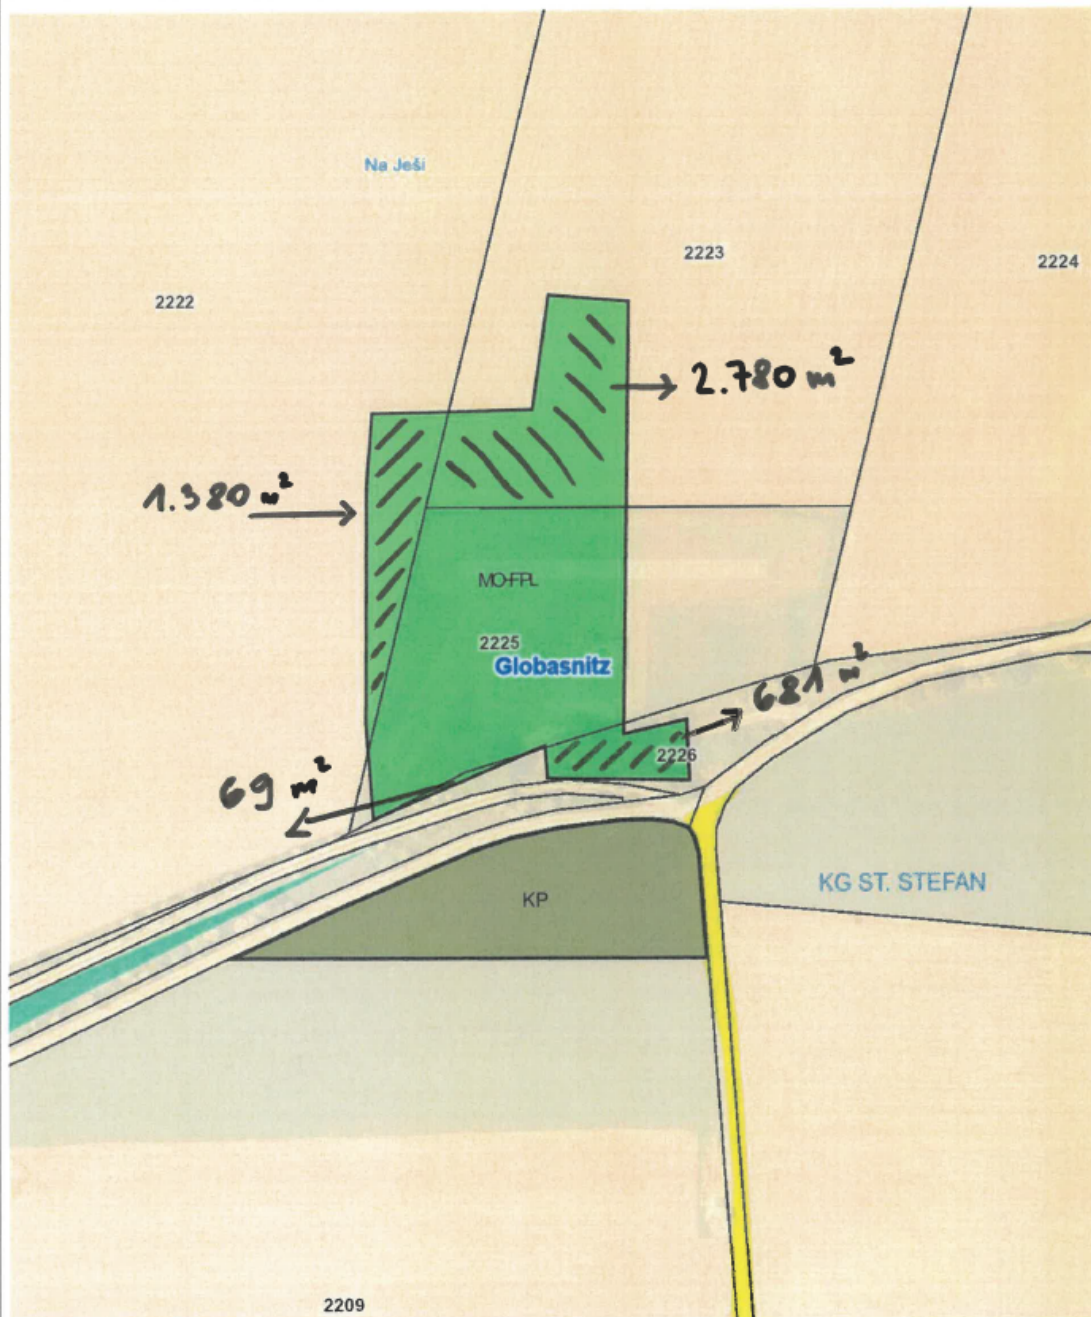 Na Ješi
2223
2224
2222
2.780 m²
1.380 m²
MO-FPL
2225
Globasnitz
681 m²
2226
69 m²
KG ST. STEFAN
KP
2209